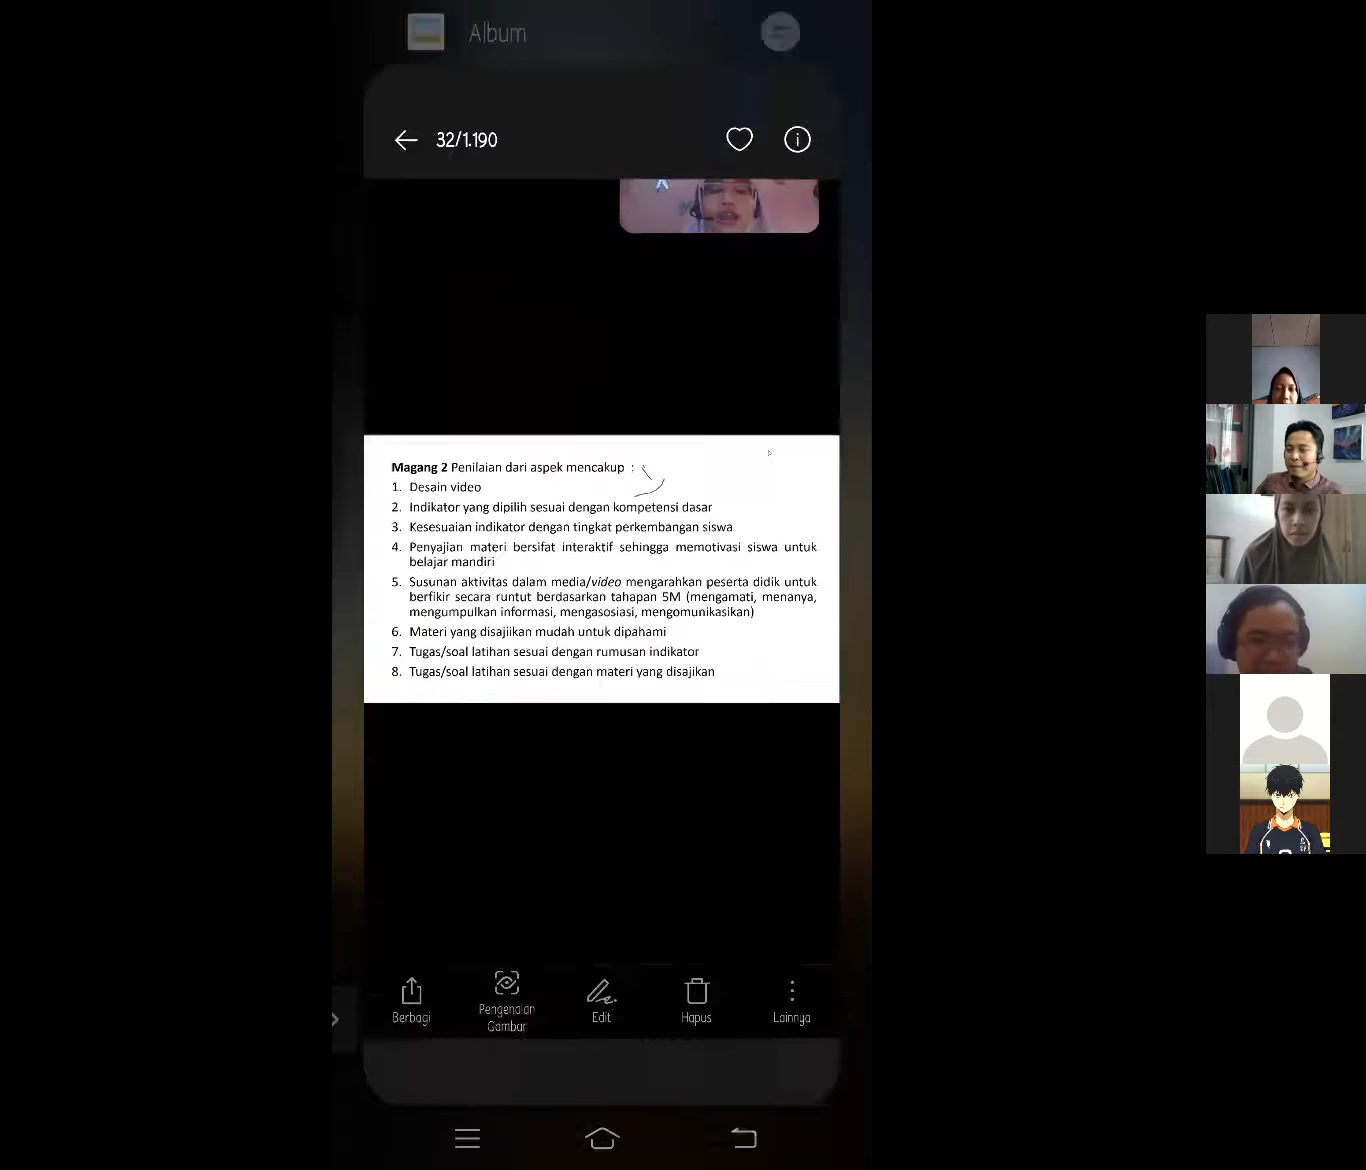 Album
32/1.190
Magang 2 Penilaian dari aspek mencakup :
1. Desain video
2. Indikator yang dipilih sesuai dengan kompetensi dasar
3. Kesesuaian indikator dengan tingkat perkembangan siswa
4. Penyajian materi bersifat interaktif sehingga memotivasi siswa untuk
belajar mandiri
5. Susunan aktivitas dalam media/video mengarahkan peserta didik untuk
berfikir secara runtut berdasarkan tahapan 5M (mengamati, menanya,
mengumpulkan informasi, mengasosiasi, mengomunikasikan)
6. Materi yang disajiikan mudah untuk dipahami
7. Tugas/soal latihan sesuai dengan rumusan indikator
8. Tugas/soal latihan sesuai dengan materi yang disajikan
Berbagi
Pengenalan
Gambar
Edit
Hapus
Lainnya